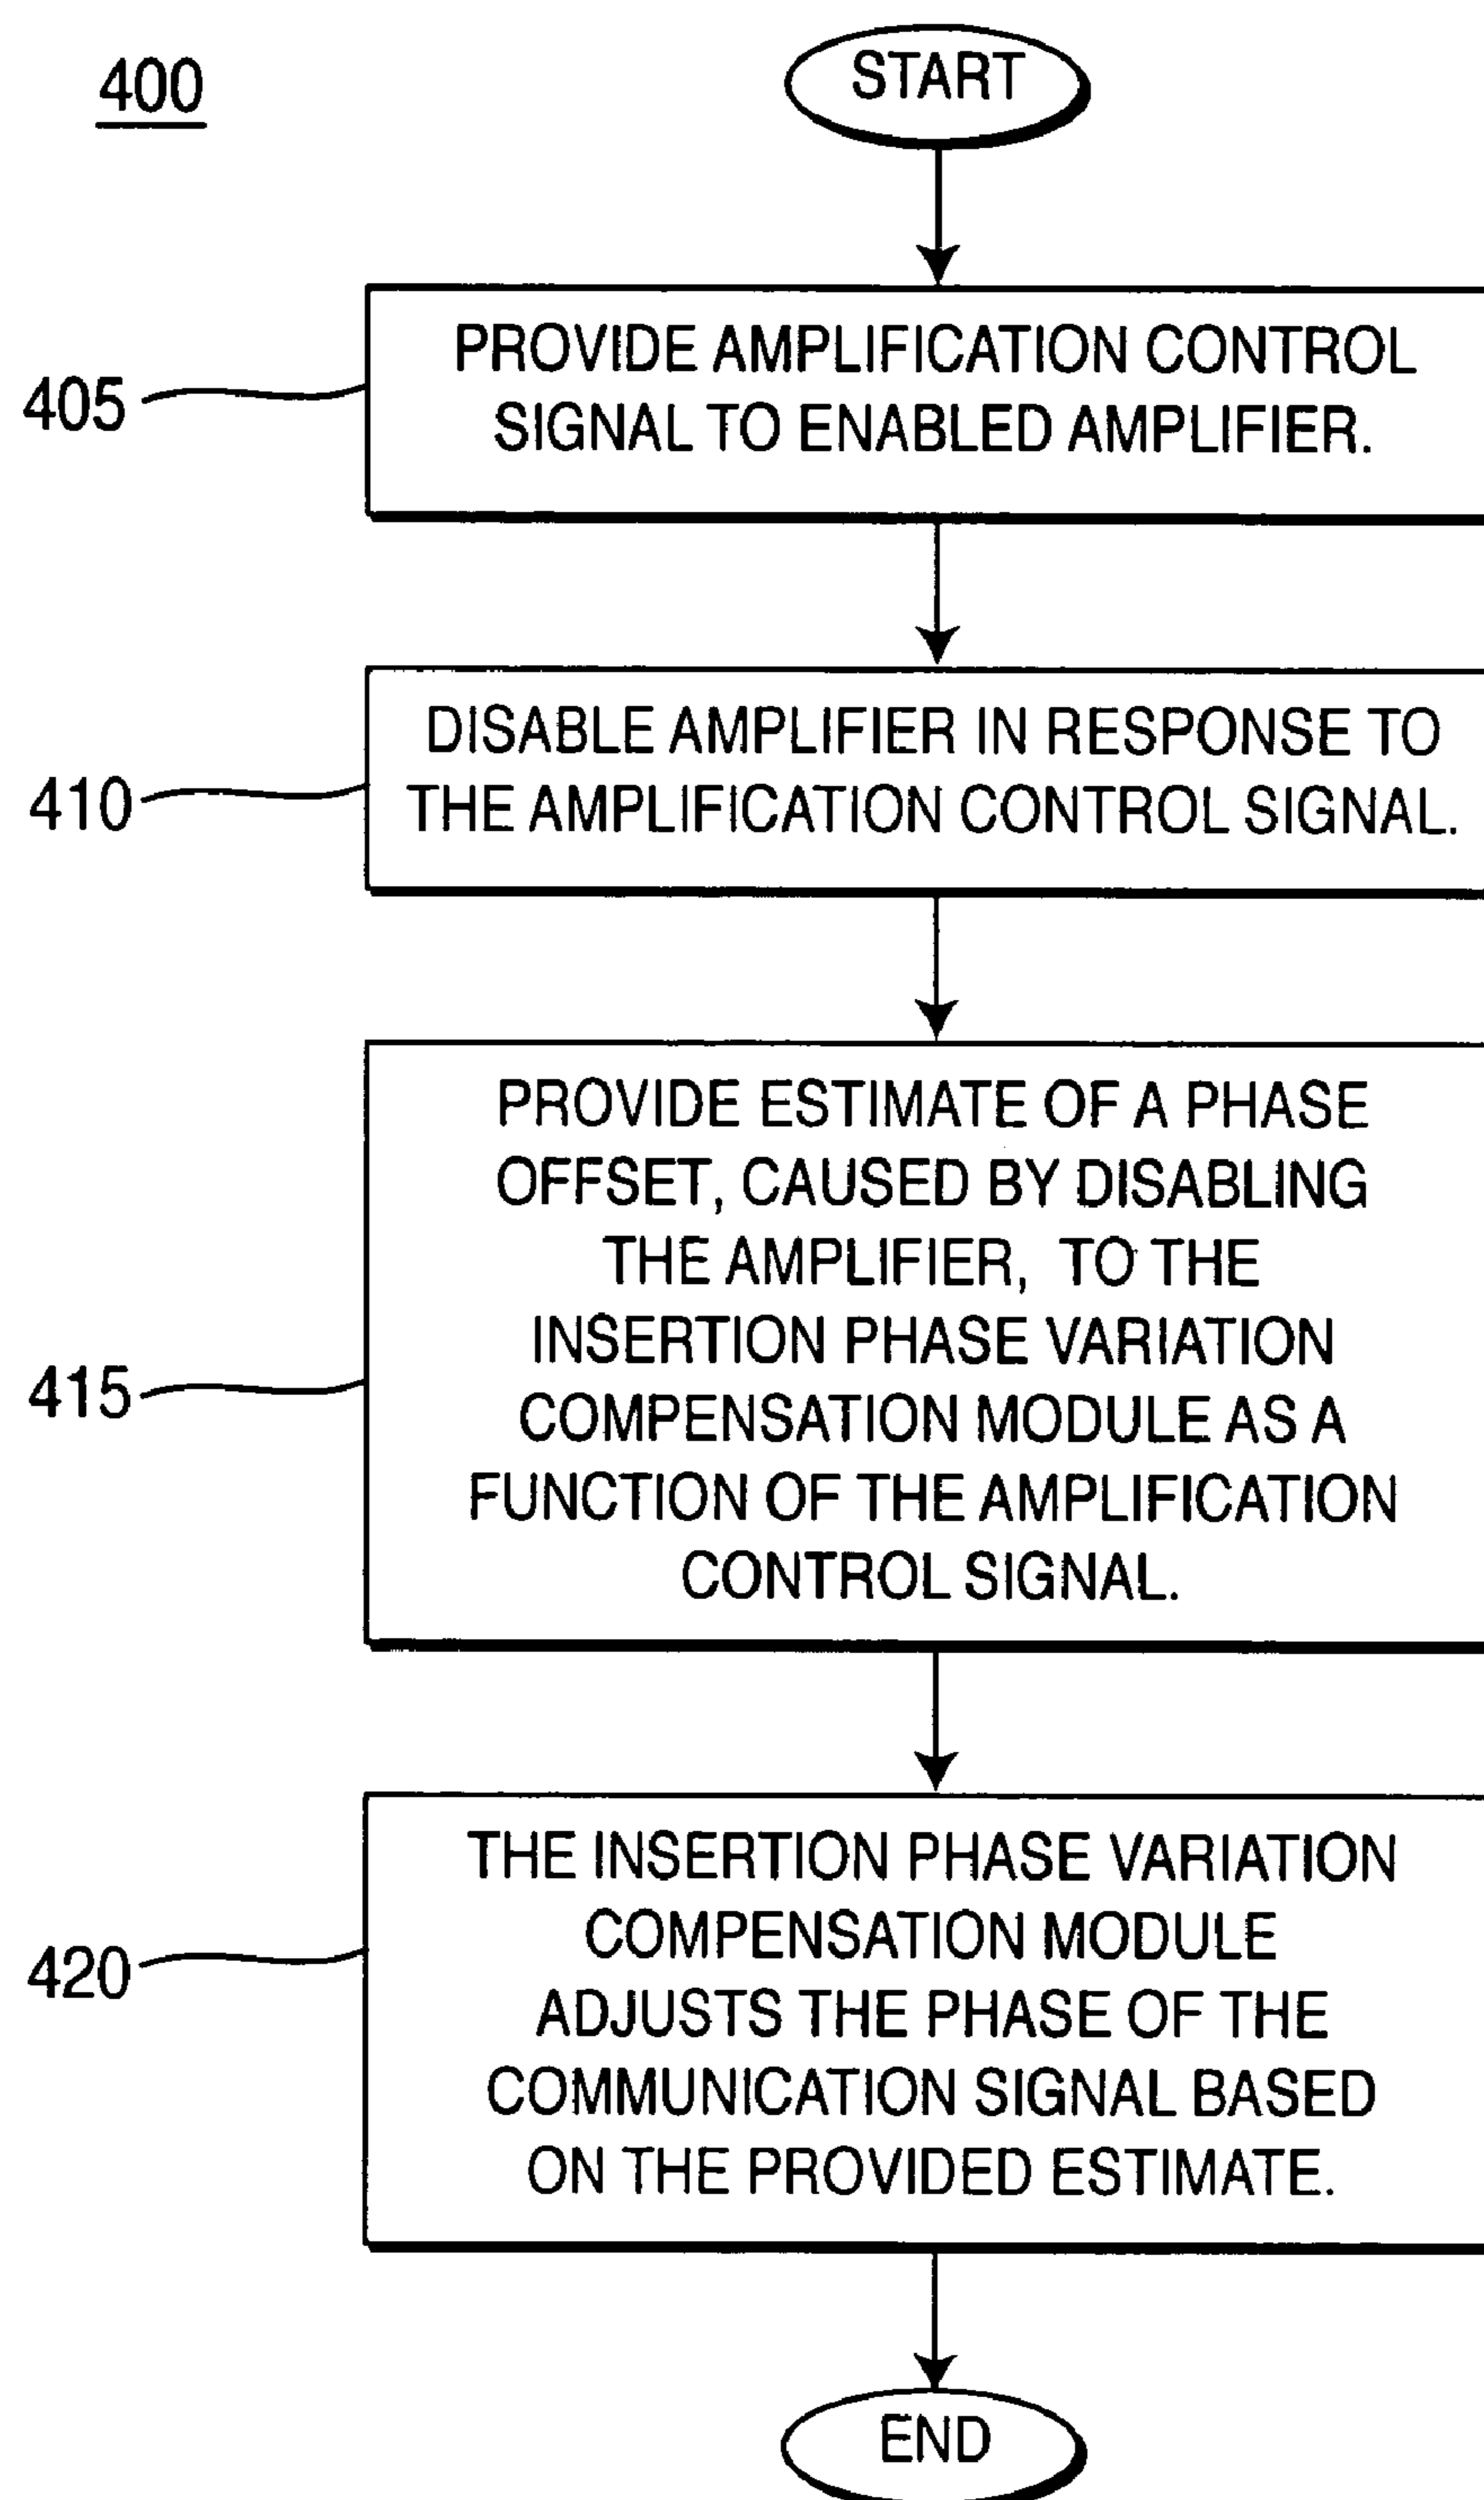 400
START
405
PROVIDE AMPLIFICATION CONTROL
SIGNAL TO ENABLED AMPLIFIER.
410
DISABLE AMPLIFIER IN RESPONSE TO
THE AMPLIFICATION CONTROL SIGNAL.
415
PROVIDE ESTIMATE OF A PHASE
OFFSET, CAUSED BY DISABLING
THE AMPLIFIER, TO THE
INSERTION PHASE VARIATION
COMPENSATION MODULE AS A
FUNCTION OF THE AMPLIFICATION
CONTROL SIGNAL.
420
THE INSERTION PHASE VARIATION
COMPENSATION MODULE
ADJUSTS THE PHASE OF THE
COMMUNICATION SIGNAL BASED
ON THE PROVIDED ESTIMATE.
END